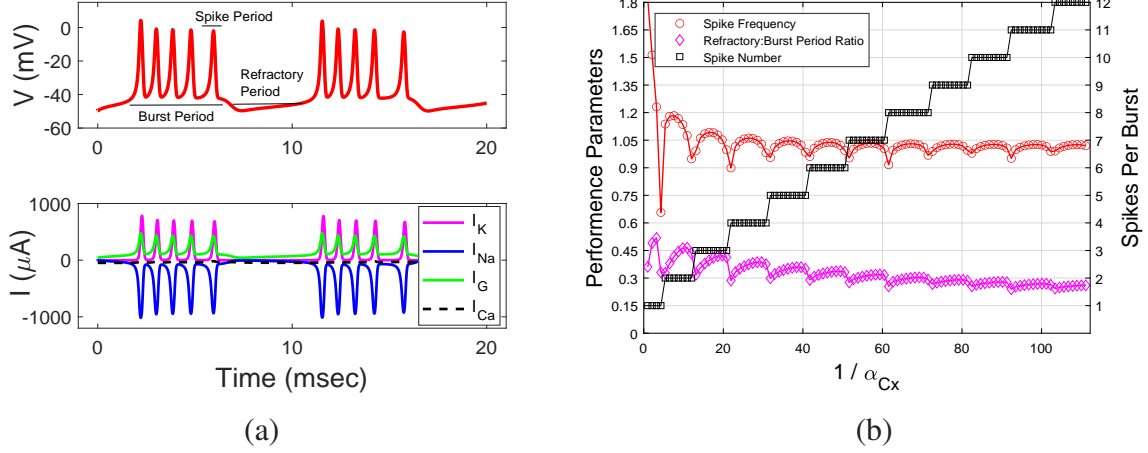 V (mV)
0
-20
-40
-60
Spike Period
Refractory
Period
Burst Period
0
10
20
I (μA)
1000
0
-1000
I_K
I_Na
I_G
I_Ca
0
10
20
Time (msec)
(a)
Performence Parameters
1.8
1.65
1.5
1.35
1.2
1.05
0.9
0.75
0.6
0.45
0.3
0.15
0
Spike Frequency
Refractory:Burst Period Ratio
Spike Number
12
11
10
9
8
7
6
5
4
3
2
1
Spikes Per Burst
0
20
40
60
80
100
1 / α_Cx
(b)